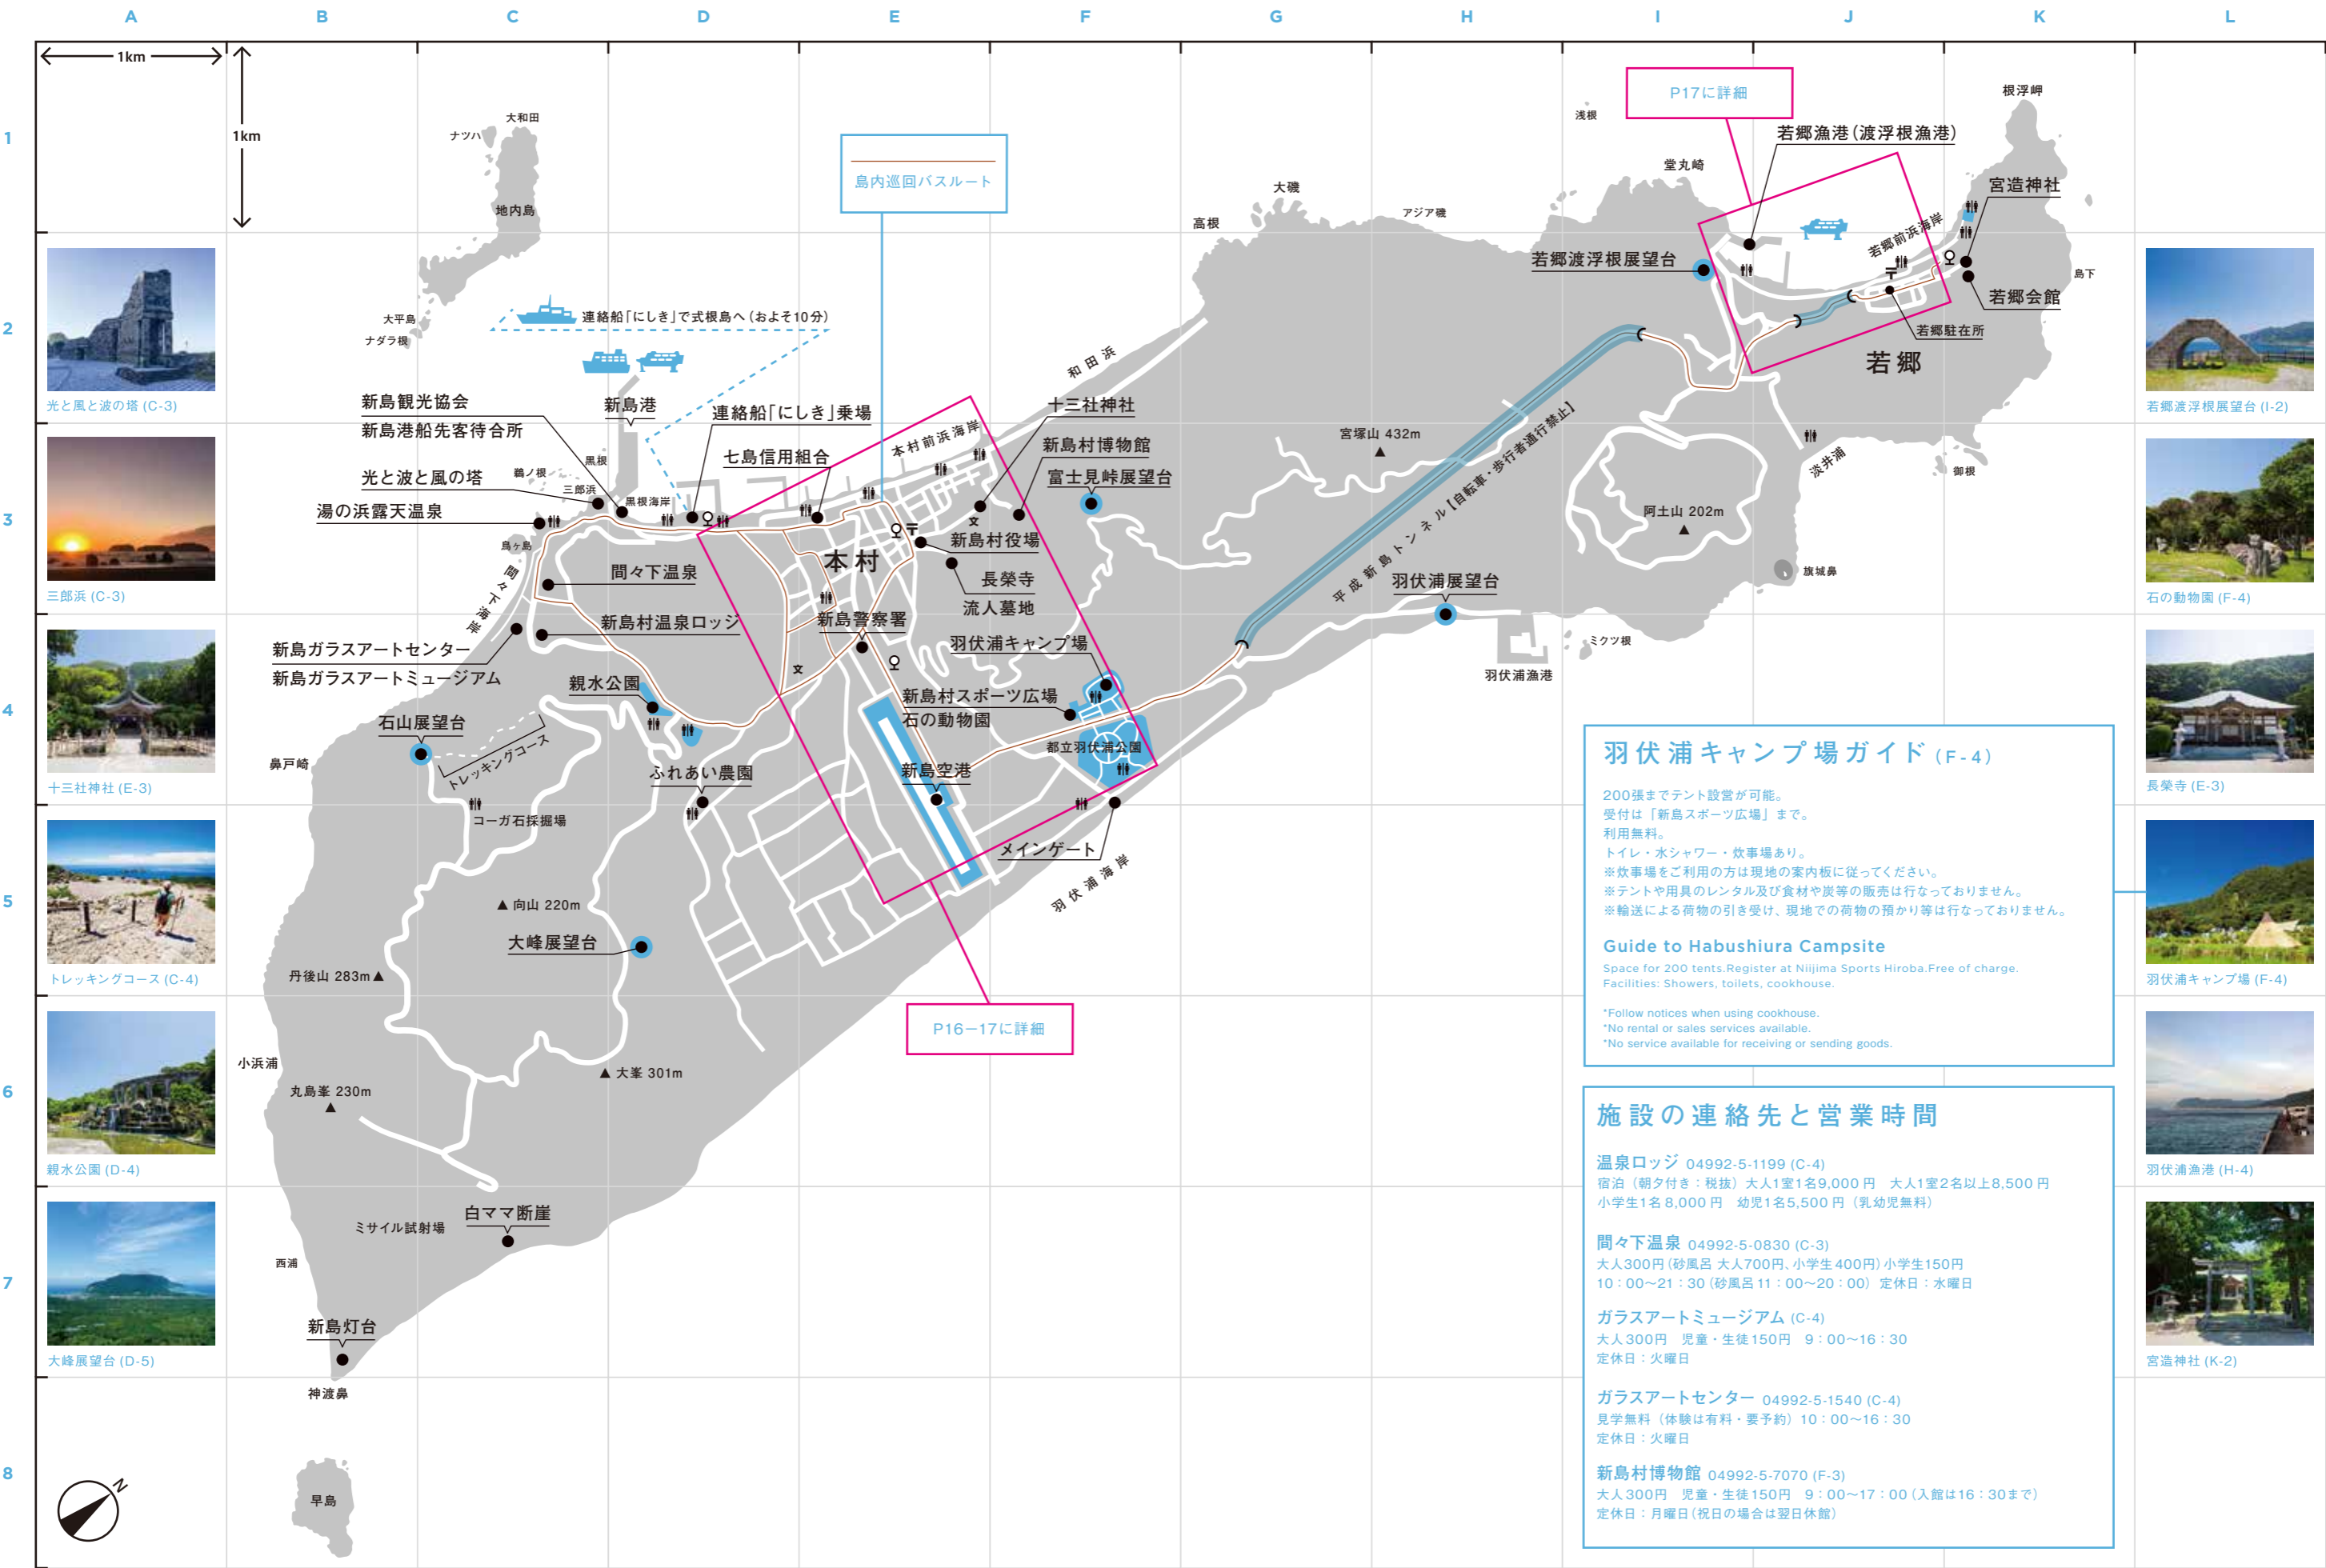 A B C D E F G H I J K L
1
2
3
4
5
6
7
8
1km
1km
光と風と波の塔 (C-3)
三郎浜 (C-3)
十三社神社 (E-3)
トレッキングコース (C-4)
親水公園 (D-4)
大峰展望台 (D-5)
若郷渡浮根展望台 (I-2)
石の動物園 (F-4)
長榮寺 (E-3)
羽伏浦キャンプ場 (F-4)
羽伏浦漁港 (H-4)
宮造神社 (K-2)
島内巡回バスルート
P17に詳細
P16−17に詳細
大和田
ナツハ
地内島
大平島
ナダラ根
連絡船「にしき」で式根島へ (およそ10分)
新島観光協会
新島港船先客待合所
新島港
連絡船「にしき」乗場
七島信用組合
光と波と風の塔
湯の浜露天温泉
鵜ノ根
黒根
三郎浜
黒根海岸
鳥ヶ島
間々下海岸
間々下温泉
新島村温泉ロッジ
新島ガラスアートセンター
新島ガラスアートミュージアム
親水公園
石山展望台
トレッキングコース
鼻戸崎
コーガ石採掘場
ふれあい農園
向山 220m
大峰展望台
丹後山 283m
小浜浦
丸島峯 230m
大峯 301m
ミサイル試射場
白ママ断崖
西浦
新島灯台
神渡鼻
早島
N
本村前浜海岸
和田浜
十三社神社
新島村博物館
富士見峠展望台
文
本村
新島村役場
長榮寺
流人墓地
新島警察署
文
羽伏浦キャンプ場
新島村スポーツ広場
石の動物園
都立羽伏浦公園
新島空港
メインゲート
羽伏浦海岸
高根
大磯
アジア磯
浅根
堂丸崎
若郷漁港(渡浮根漁港)
根浮岬
宮造神社
若郷前浜海岸
若郷渡浮根展望台
島下
若郷会館
若郷駐在所
若郷
宮塚山 432m
平成新島トンネル【自転車・歩行者通行禁止】
淡井浦
御根
阿土山 202m
旗城鼻
羽伏浦展望台
ミクツ根
羽伏浦漁港
羽伏浦キャンプ場ガイド(F-4)
200張までテント設営が可能。
受付は「新島スポーツ広場」まで。
利用無料。
トイレ・水シャワー・炊事場あり。
※炊事場をご利用の方は現地の案内板に従ってください。
※テントや用具のレンタル及び食材や炭等の販売は行なっておりません。
※輸送による荷物の引き受け、現地での荷物の預かり等は行なっておりません。
Guide to Habushiura Campsite
Space for 200 tents.Register at Niijima Sports Hiroba.Free of charge.
Facilities: Showers, toilets, cookhouse.
*Follow notices when using cookhouse.
*No rental or sales services available.
*No service available for receiving or sending goods.
施設の連絡先と営業時間
温泉ロッジ 04992-5-1199 (C-4)
宿泊（朝夕付き：税抜）大人1室1名9,000 円　大人1室2名以上8,500 円
小学生1名 8,000 円　幼児1名5,500 円（乳幼児無料）
間々下温泉 04992-5-0830 (C-3)
大人300円(砂風呂 大人700円、小学生400円)小学生150円
10：00〜21：30 (砂風呂 11：00〜20：00) 定休日：水曜日
ガラスアートミュージアム (C-4)
大人300円　児童・生徒150円　9：00〜16：30
定休日：火曜日
ガラスアートセンター 04992-5-1540 (C-4)
見学無料（体験は有料・要予約）10：00〜16：30
定休日：火曜日
新島村博物館 04992-5-7070 (F-3)
大人300円　児童・生徒150円　9：00〜17：00 (入館は16：30まで)
定休日：月曜日(祝日の場合は翌日休館)